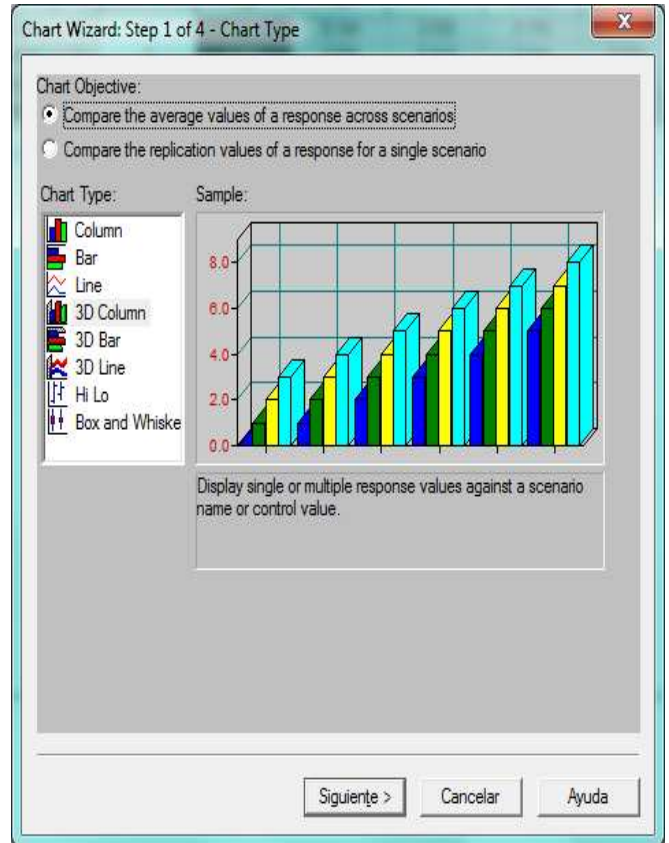 Chart Wizard: Step 1 of 4 - Chart Type
Chart Objective:
Compare the average values of a response across scenarios
Compare the replication values of a response for a single scenario
Chart Type:
Sample:
Column
Bar
Line
3D Column
3D Bar
3D Line
Hi Lo
Box and Whiske
8.0
6.0
4.0
2.0
0.0
Display single or multiple response values against a scenario
name or control value.
Siguiente >
Cancelar
Ayuda